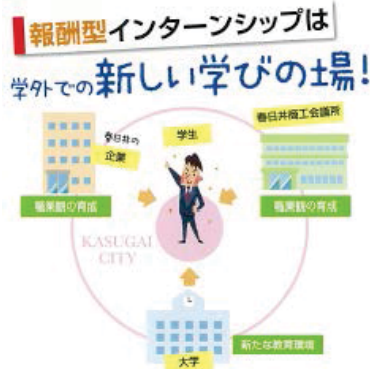 報酬型インターンシップは
学外での新しい学びの場!
春日井の
企業
学生
春日井商工会議所
職業観の育成
職業観の育成
KASUGAI
CITY
新たな教育環境
大学